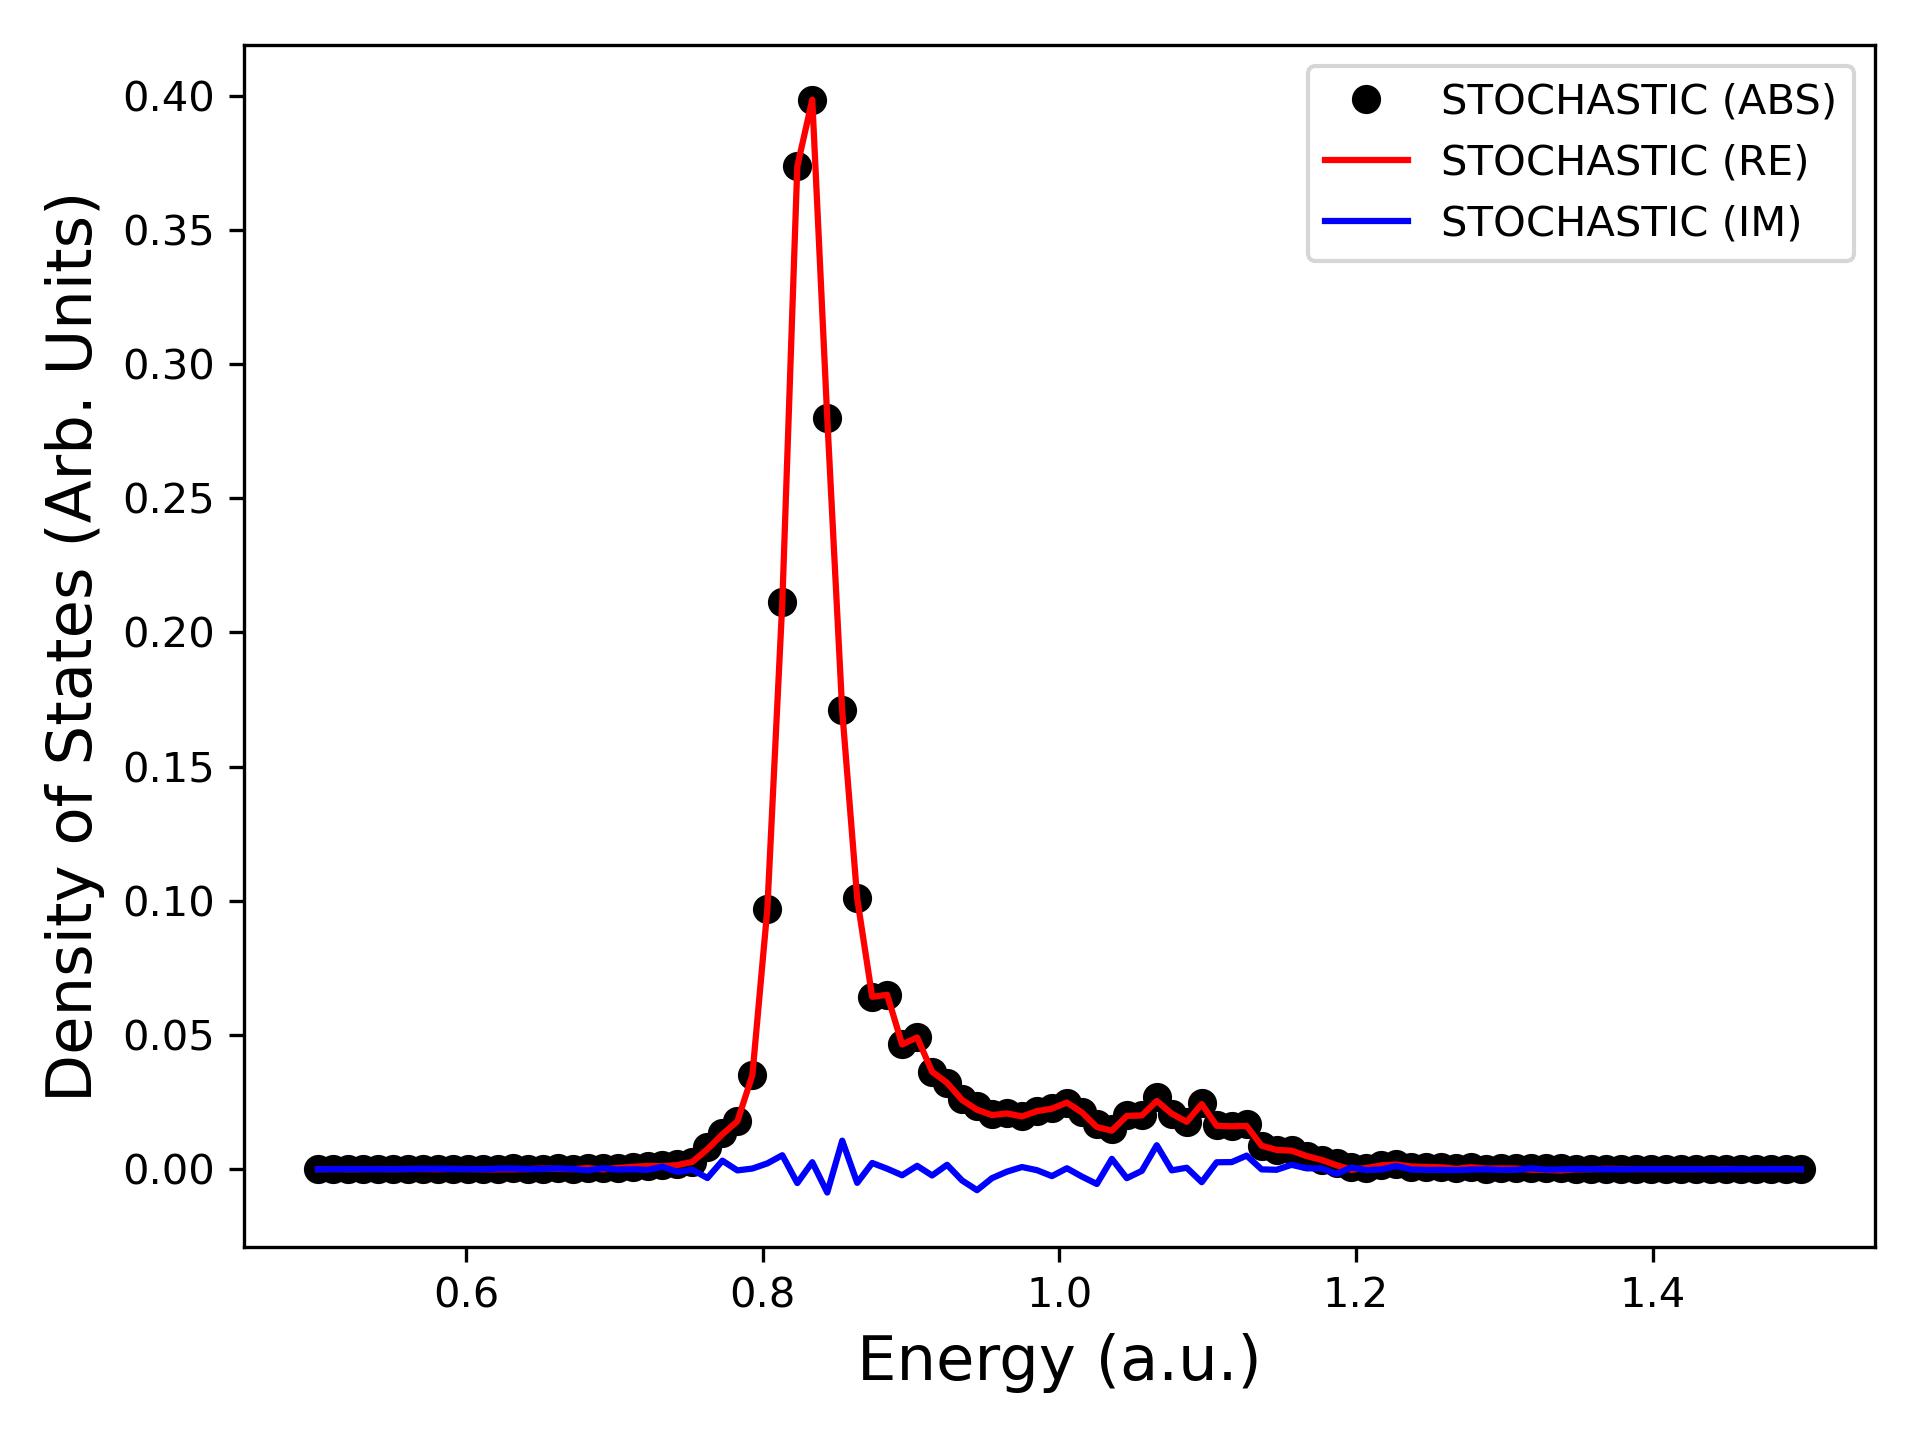 STOCHASTIC (ABS)
STOCHASTIC (RE)
STOCHASTIC (IM)
Density of States (Arb. Units)
0.40
0.35
0.30
0.25
0.20
0.15
0.10
0.05
0.00
0.6 0.8 1.0 1.2 1.4
Energy (a.u.)